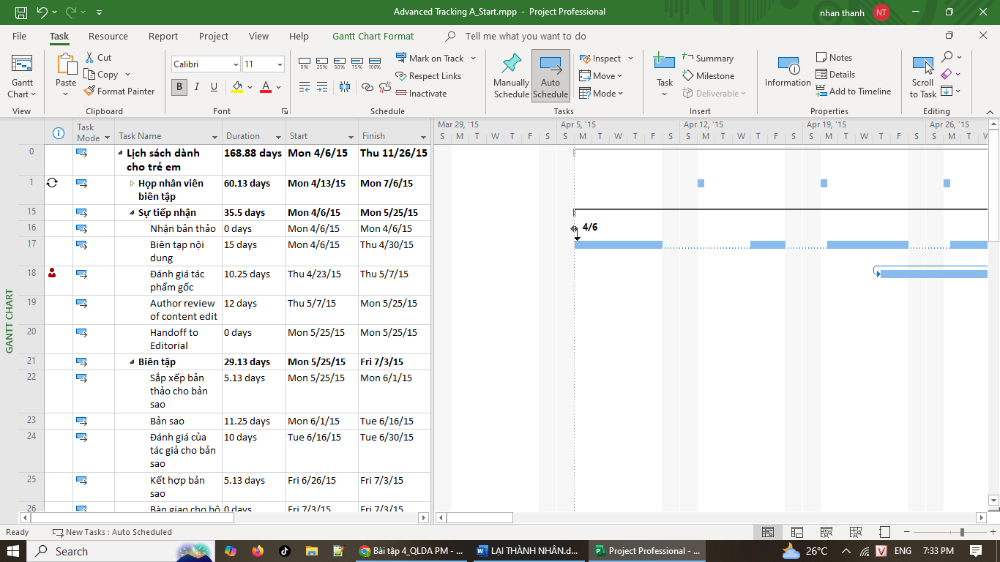 Advanced Tracking A_Start.mpp - Project Professional
nhan thanh NT
File Task Resource Report Project View Help Gantt Chart Format Tell me what you want to do
Gantt Chart
View
Paste
Cut
Copy
Format Painter
Clipboard
Calibri 11
B I U A
Font
0% 25% 50% 75% 100%
Mark on Track
Respect Links
Inactivate
Schedule
Manually Schedule
Auto Schedule
Inspect
Move
Mode
Tasks
Task
Summary
Milestone
Deliverable
Insert
Information
Notes
Details
Add to Timeline
Properties
Scroll to Task
Editing
GANTT CHART
Task Mode Task Name Duration Start Finish
Mar 29, '15 Apr 5, '15 Apr 12, '15 Apr 19, '15 Apr 26, '15
S M T W T F S S M T W T F S S M T W T F S S M T W T F S S M T W
0 Lịch sách dành 168.88 days Mon 4/6/15 Thu 11/26/15
cho trẻ em
1 Họp nhân viên 60.13 days Mon 4/13/15 Mon 7/6/15
biên tập
15 Sự tiếp nhận 35.5 days Mon 4/6/15 Mon 5/25/15
16 Nhận bản thảo 0 days Mon 4/6/15 Mon 4/6/15 4/6
17 Biên tạp nội 15 days Mon 4/6/15 Thu 4/30/15
dung
18 Đánh giá tác 10.25 days Thu 4/23/15 Thu 5/7/15
phẩm gốc
19 Author review 12 days Thu 5/7/15 Mon 5/25/15
of content edit
20 Handoff to 0 days Mon 5/25/15 Mon 5/25/15
Editorial
21 Biên tập 29.13 days Mon 5/25/15 Fri 7/3/15
22 Sắp xếp bản 5.13 days Mon 5/25/15 Mon 6/1/15
thảo cho bản
sao
23 Bản sao 11.25 days Mon 6/1/15 Tue 6/16/15
24 Đánh giá của 10 days Tue 6/16/15 Tue 6/30/15
tác giả cho bản
sao
25 Kết hợp bản 5.13 days Fri 6/26/15 Fri 7/3/15
sao
26 Bàn giao cho bộ 0 days Fri 7/3/15 Fri 7/3/15
Ready New Tasks : Auto Scheduled
Search
Bài tập 4_QLDA PM - ...
LẠI THÀNH NHÂN.d...
Project Professional - ...
26°C V ENG 7:33 PM